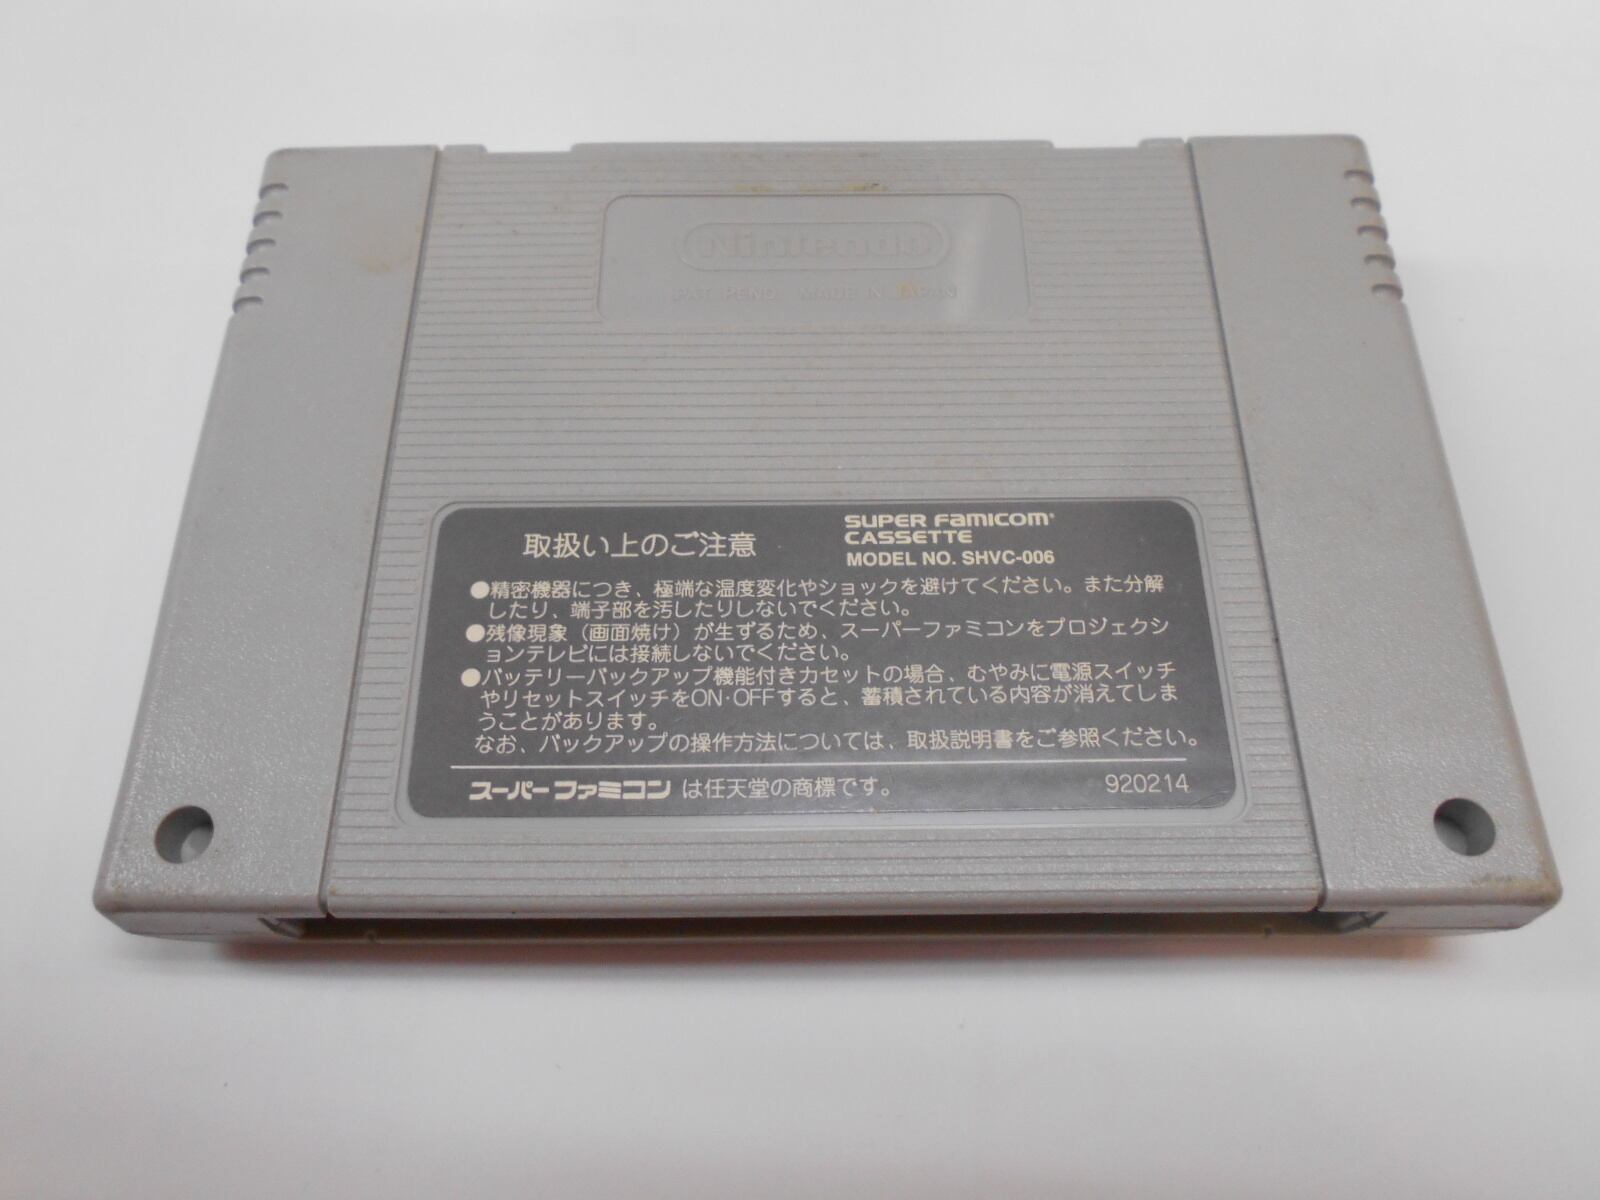 Nintendo
PAT. PEND. MADE IN JAPAN
取扱い上のご注意
SUPER FAMICOM
CASSETTE
MODEL NO. SHVC-006
●精密機器につき、極端な温度変化やショックを避けてください。また分解
したり、端子部を汚したりしないでください。
●残像現象（画面焼け）が生ずるため、スーパーファミコンをプロジェクシ
ョンテレビには接続しないでください。
●バッテリーバックアップ機能付きカセットの場合、むやみに電源スイッチ
やリセットスイッチをON·OFFすると、蓄積されている内容が消えてしま
うことがあります。
なお、バックアップの操作方法については、取扱説明書をご参照ください。
スーパーファミコンは任天堂の商標です。
920214